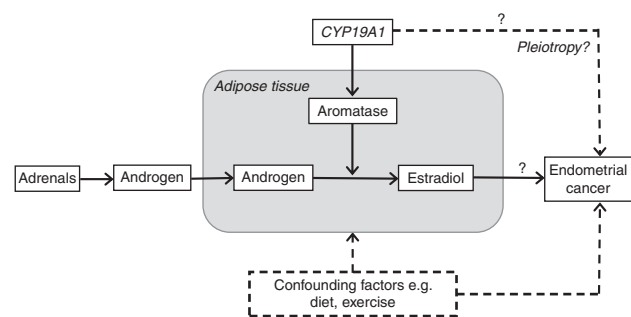 CYP19A1
?
Pleiotropy?
Adipose tissue
Aromatase
Adrenals
Androgen
Androgen
Estradiol
?
Endometrial
cancer
Confounding factors e.g.
diet, exercise